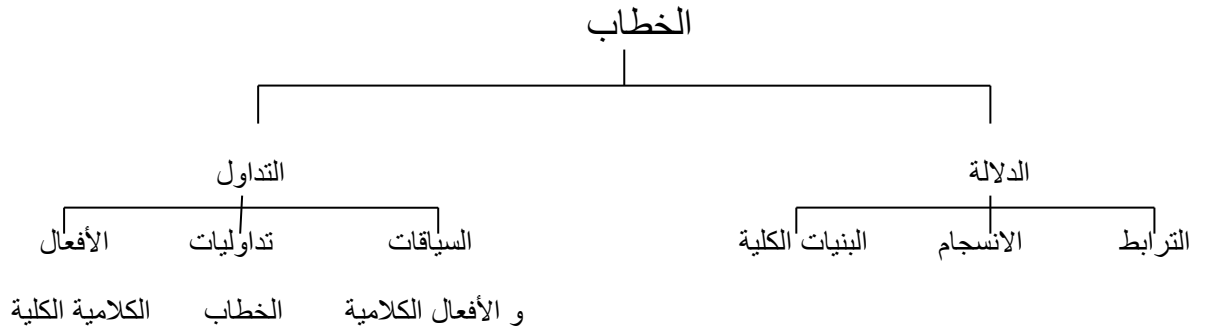 الخطاب
الدلالة
التداول
الترابط
الانسجام
البنيات الكلية
السياقات
و الأفعال الكلامية
تداوليات
الخطاب
الأفعال
الكلامية الكلية